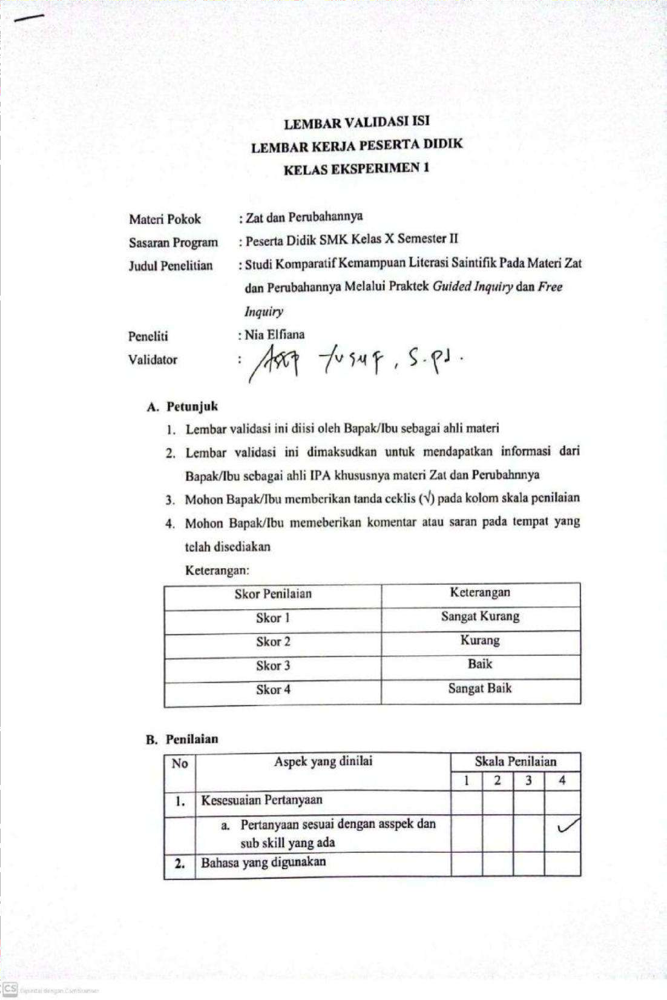 LEMBAR VALIDASI ISI
LEMBAR KERJA PESERTA DIDIK
KELAS EKSPERIMEN 1
Materi Pokok : Zat dan Perubahannya
Sasaran Program : Peserta Didik SMK Kelas X Semester II
Judul Penelitian : Studi Komparatif Kemampuan Literasi Saintifik Pada Materi Zat
dan Perubahannya Melalui Praktek Guided Inquiry dan Free
Inquiry
Peneliti : Nia Elfiana
Validator : Yusuf, S.Pd.
A. Petunjuk
1. Lembar validasi ini diisi oleh Bapak/Ibu sebagai ahli materi
2. Lembar validasi ini dimaksudkan untuk mendapatkan informasi dari
Bapak/Ibu sebagai ahli IPA khususnya materi Zat dan Perubahnnya
3. Mohon Bapak/Ibu memberikan tanda ceklis (√) pada kolom skala penilaian
4. Mohon Bapak/Ibu memeberikan komentar atau saran pada tempat yang
telah disediakan
Keterangan:
Skor Penilaian Keterangan
Skor 1 Sangat Kurang
Skor 2 Kurang
Skor 3 Baik
Skor 4 Sangat Baik
B. Penilaian
No Aspek yang dinilai Skala Penilaian
1 2 3 4
1. Kesesuaian Pertanyaan
a. Pertanyaan sesuai dengan asspek dan ✓
sub skill yang ada
2. Bahasa yang digunakan
CS Dipindai dengan CamScanner